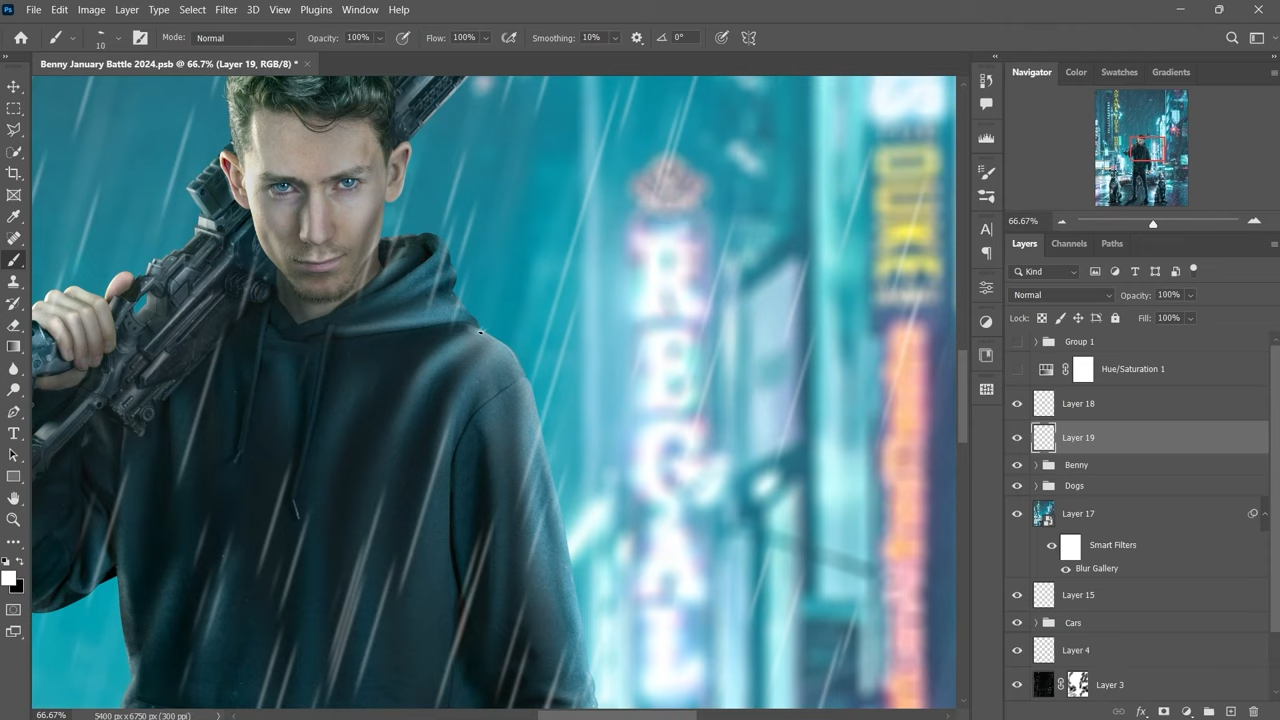 Ps File Edit Image Layer Type Select Filter 3D View Plugins Window Help
10 Mode: Normal Opacity: 100% Flow: 100% Smoothing: 10% 0°
Benny January Battle 2024.psb @ 66.7% (Layer 19, RGB/8) * ×
Navigator Color Swatches Gradients
66.67%
Layers Channels Paths
Kind
Normal Opacity: 100%
Lock: Fill: 100%
Group 1
Hue/Saturation 1
Layer 18
Layer 19
Benny
Dogs
Layer 17
Smart Filters
Blur Gallery
Layer 15
Cars
Layer 4
Layer 3
REGAL
66.67% 5400 px x 6750 px (300 ppi)